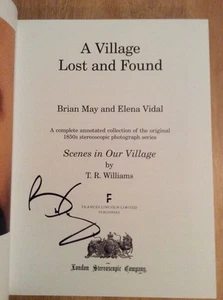 A Village
Lost and Found
Brian May and Elena Vidal
A complete annotated collection of the original
1850s stereoscopic photograph series
Scenes in Our Village
by
T. R. Williams
F
FRANCES LINCOLN LIMITED
PUBLISHERS
London Stereoscopic Company